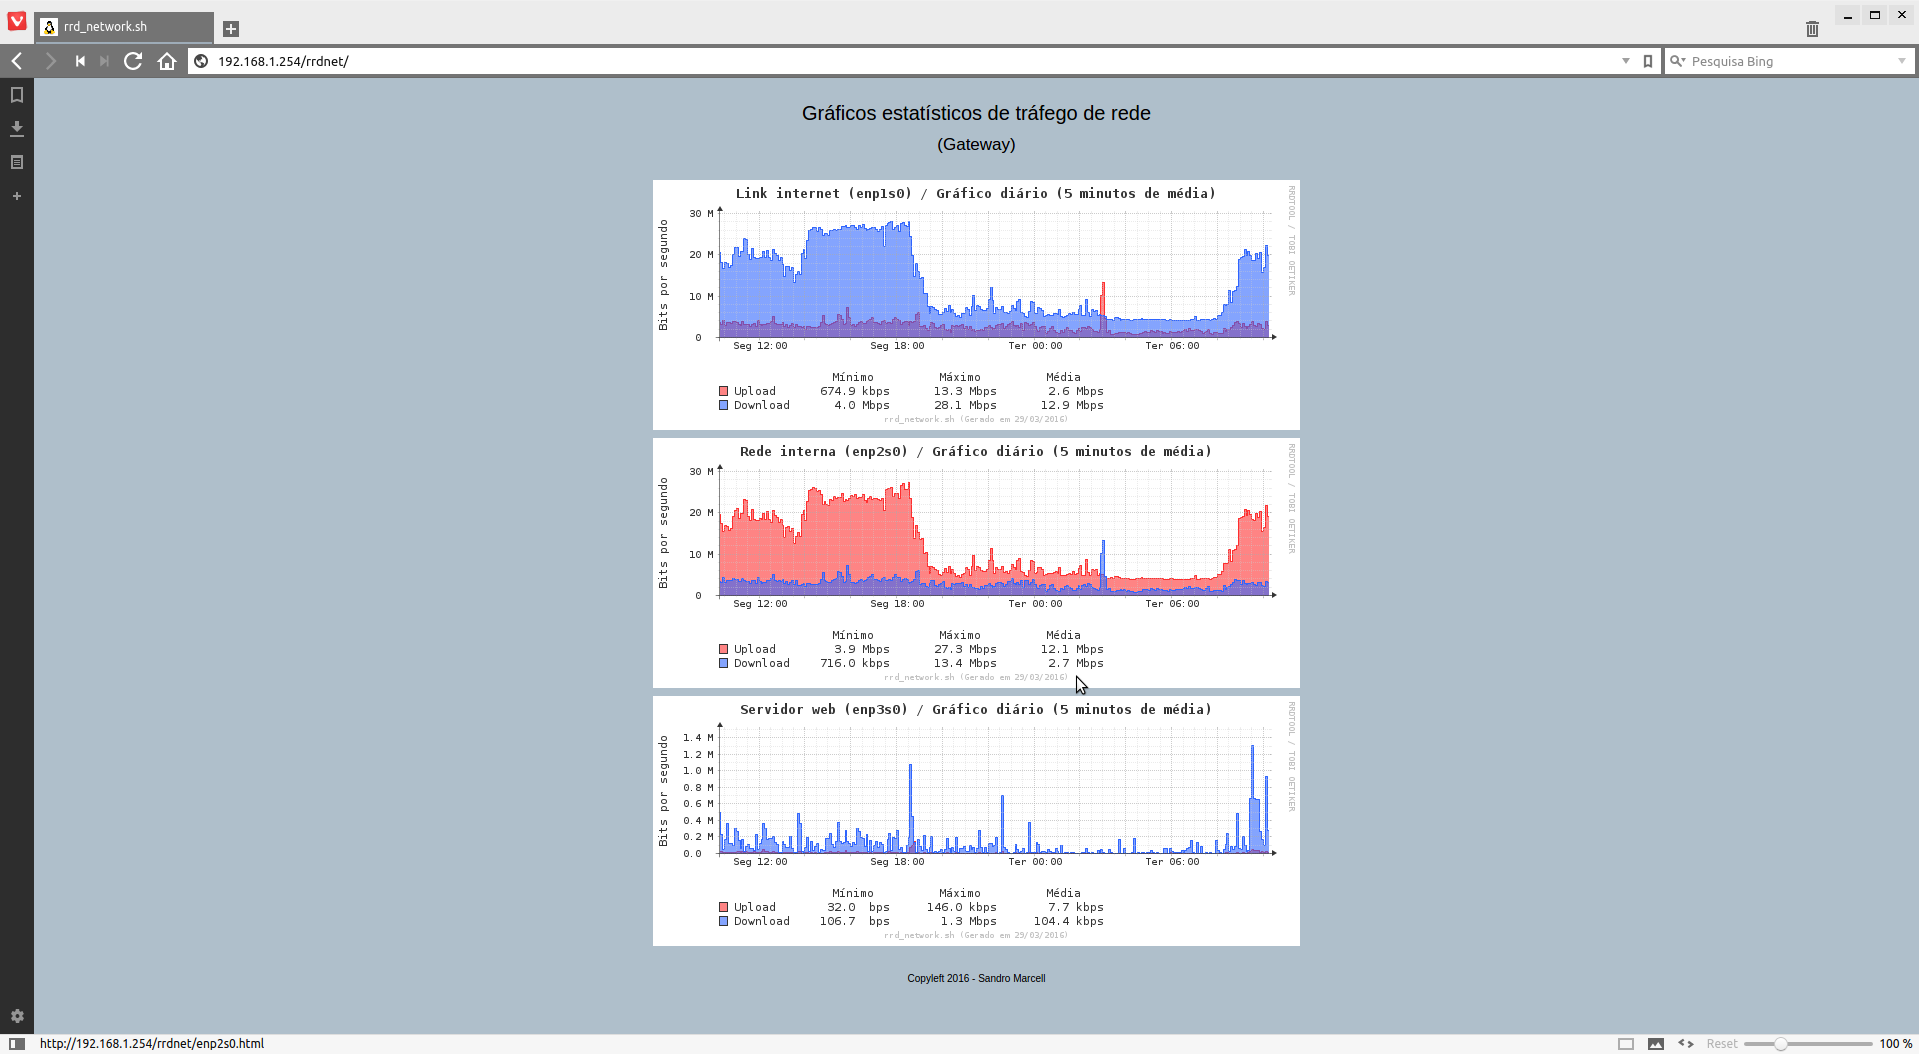 rrd_network.sh
192.168.1.254/rrdnet/
Pesquisa Bing
Gráficos estatísticos de tráfego de rede
(Gateway)
Link internet (enp1s0) / Gráfico diário (5 minutos de média)
RRDTOOL / TOBI OETIKER
Bits por segundo
30 M
20 M
10 M
0
Seg 12:00 Seg 18:00 Ter 00:00 Ter 06:00
Mínimo Máximo Média
Upload 674.9 kbps 13.3 Mbps 2.6 Mbps
Download 4.0 Mbps 28.1 Mbps 12.9 Mbps
rrd_network.sh (Gerado em 29/03/2016)
Rede interna (enp2s0) / Gráfico diário (5 minutos de média)
RRDTOOL / TOBI OETIKER
Bits por segundo
30 M
20 M
10 M
0
Seg 12:00 Seg 18:00 Ter 00:00 Ter 06:00
Mínimo Máximo Média
Upload 3.9 Mbps 27.3 Mbps 12.1 Mbps
Download 716.0 kbps 13.4 Mbps 2.7 Mbps
rrd_network.sh (Gerado em 29/03/2016)
Servidor web (enp3s0) / Gráfico diário (5 minutos de média)
RRDTOOL / TOBI OETIKER
Bits por segundo
1.4 M
1.2 M
1.0 M
0.8 M
0.6 M
0.4 M
0.2 M
0.0
Seg 12:00 Seg 18:00 Ter 00:00 Ter 06:00
Mínimo Máximo Média
Upload 32.0 bps 146.0 kbps 7.7 kbps
Download 106.7 bps 1.3 Mbps 104.4 kbps
rrd_network.sh (Gerado em 29/03/2016)
Copyleft 2016 - Sandro Marcell
http://192.168.1.254/rrdnet/enp2s0.html
Reset 100 %